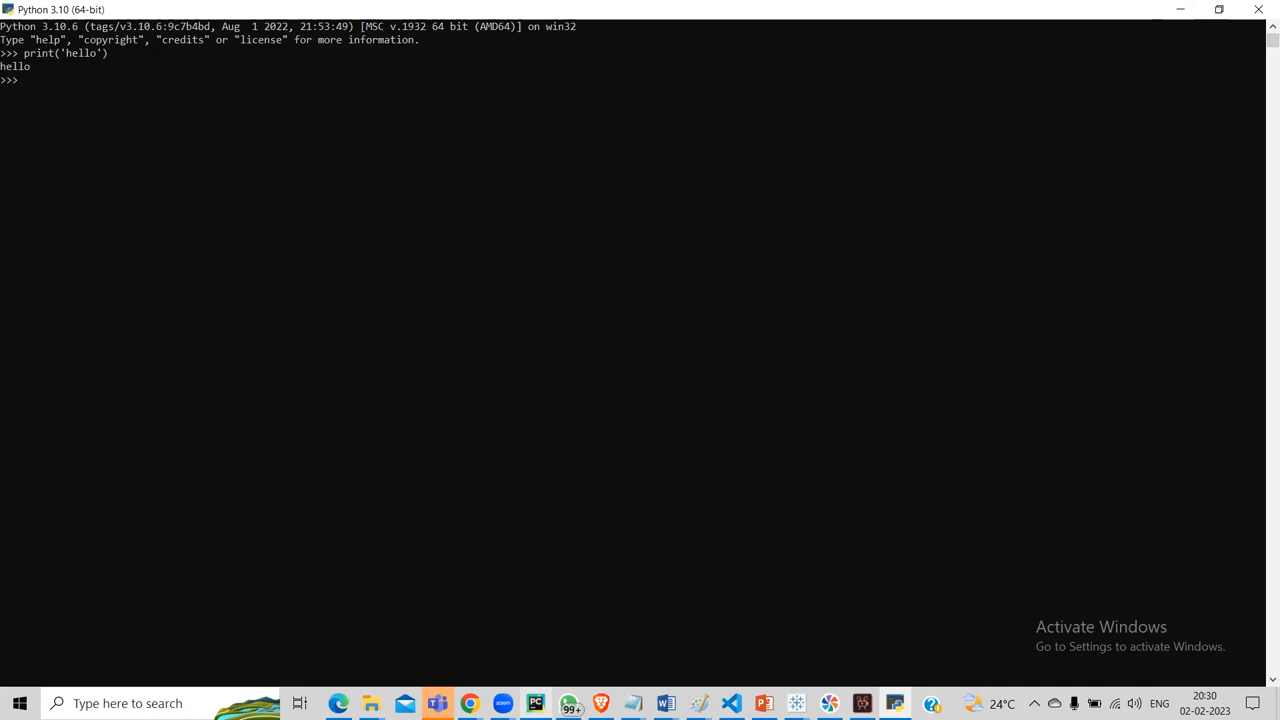 Python 3.10 (64-bit)
Python 3.10.6 (tags/v3.10.6:9c7b4bd, Aug  1 2022, 21:53:49) [MSC v.1932 64 bit (AMD64)] on win32
Type "help", "copyright", "credits" or "license" for more information.
>>> print('hello')
hello
>>>
Activate Windows
Go to Settings to activate Windows.
Type here to search
zoom
PC
99+
24°C
ENG
20:30
02-02-2023